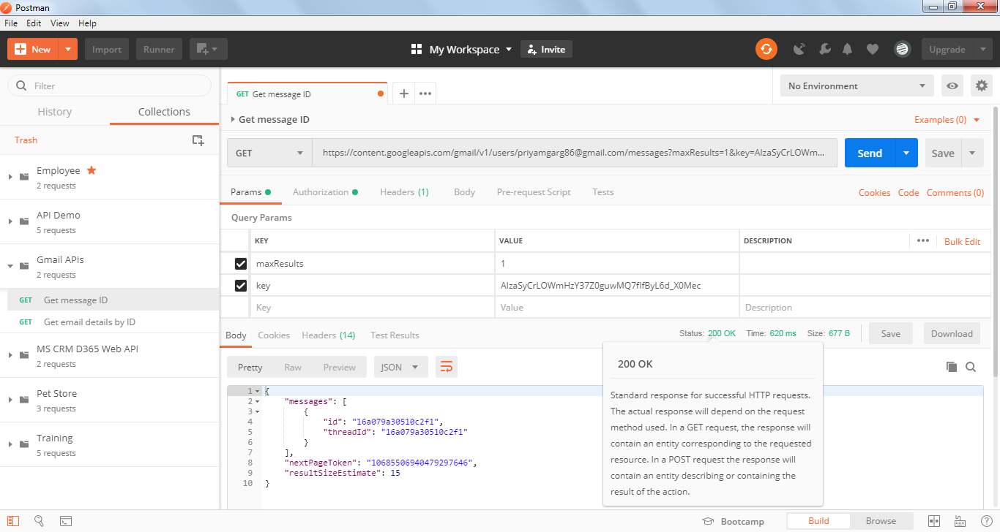 Postman
File Edit View Help
New Import Runner My Workspace Invite Upgrade
Filter
History Collections
Trash
Employee
2 requests
API Demo
5 requests
Gmail APIs
2 requests
GET Get message ID
GET Get email details by ID
MS CRM D365 Web API
2 requests
Pet Store
3 requests
Training
5 requests
GET Get message ID
No Environment
Get message ID
Examples (0)
GET https://content.googleapis.com/gmail/v1/users/priyamgarg86@gmail.com/messages?maxResults=1&key=AIzaSyCrLOWm... Send Save
Params Authorization Headers (1) Body Pre-request Script Tests Cookies Code Comments (0)
Query Params
KEY VALUE DESCRIPTION Bulk Edit
maxResults 1
key AIzaSyCrLOWmHzY37Z0guwMQ7fIfByL6d_X0Mec
Key Value Description
Body Cookies Headers (14) Test Results Status: 200 OK Time: 620 ms Size: 677 B Save Download
Pretty Raw Preview JSON
1 {
2 "messages": [
3 {
4 "id": "16a079a30510c2f1",
5 "threadId": "16a079a30510c2f1"
6 }
7 ],
8 "nextPageToken": "10685506940479297646",
9 "resultSizeEstimate": 15
10 }
200 OK
Standard response for successful HTTP requests.
The actual response will depend on the request
method used. In a GET request, the response will
contain an entity corresponding to the requested
resource. In a POST request the response will
contain an entity describing or containing the
result of the action.
Bootcamp Build Browse